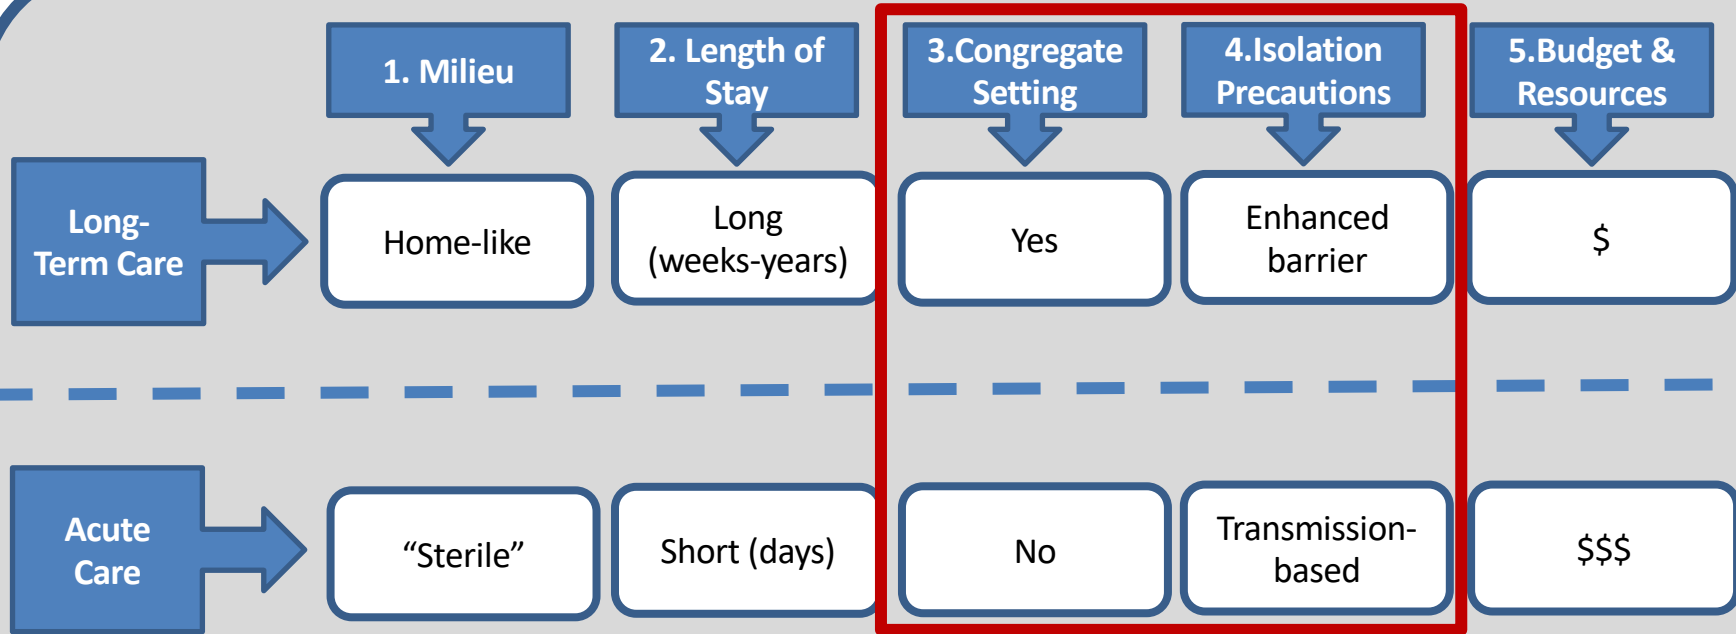 1. Milieu
2. Length of
Stay
3.Congregate
Setting
4.Isolation
Precautions
5.Budget &
Resources
Long-
Term Care
Home-like
Long
(weeks-years)
Yes
Enhanced
barrier
$
Acute
Care
“Sterile”
Short (days)
No
Transmission-
based
$$$